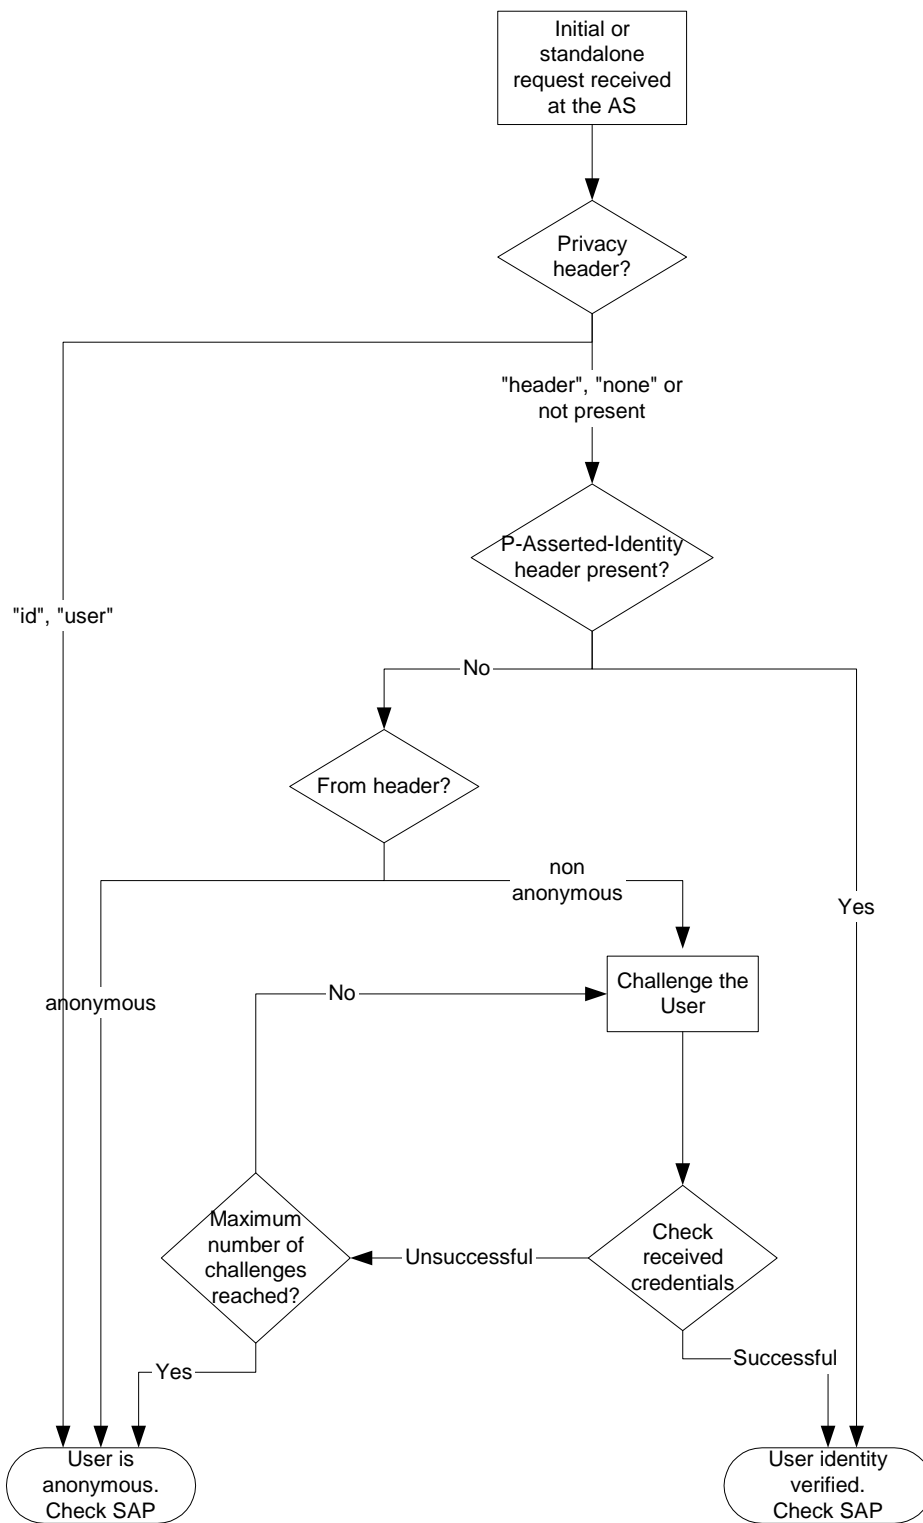 Initial or
standalone
request received
at the AS
Privacy
header?
"header", "none" or
not present
P-Asserted-Identity
header present?
"id", "user"
No
From header?
non
anonymous
Yes
anonymous
No
Challenge the
User
Maximum
number of
challenges
reached?
Unsuccessful
Check
received
credentials
Yes
Successful
User is
anonymous.
Check SAP
User identity
verified.
Check SAP